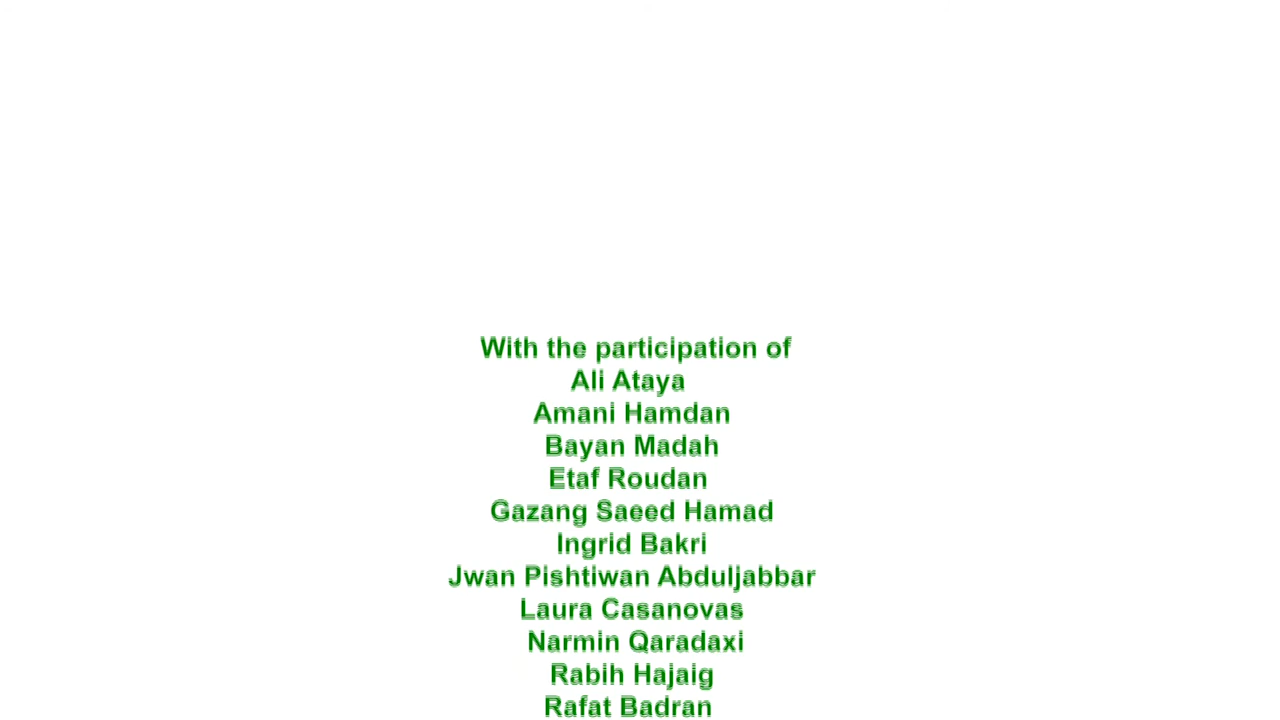 With the participation of
Ali Ataya
Amani Hamdan
Bayan Madah
Etaf Roudan
Gazang Saeed Hamad
Ingrid Bakri
Jwan Pishtiwan Abduljabbar
Laura Casanovas
Narmin Qaradaxi
Rabih Hajaig
Rafat Badran